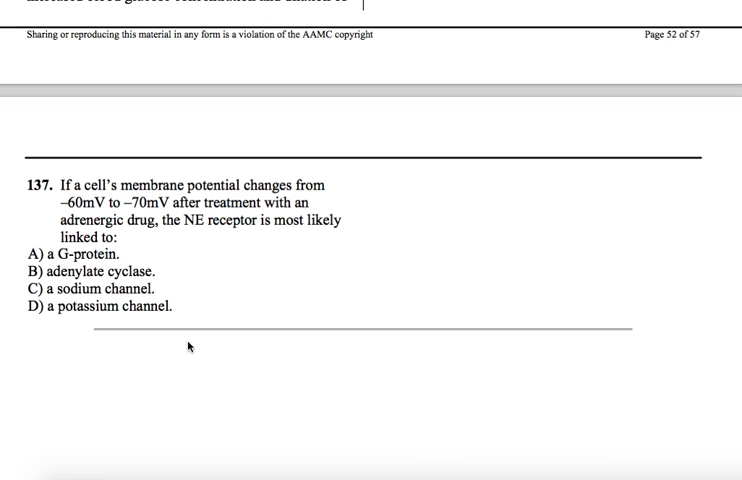 Sharing or reproducing this material in any form is a violation of the AAMC copyright Page 52 of 57
137. If a cell's membrane potential changes from
–60mV to –70mV after treatment with an
adrenergic drug, the NE receptor is most likely
linked to:
A) a G-protein.
B) adenylate cyclase.
C) a sodium channel.
D) a potassium channel.